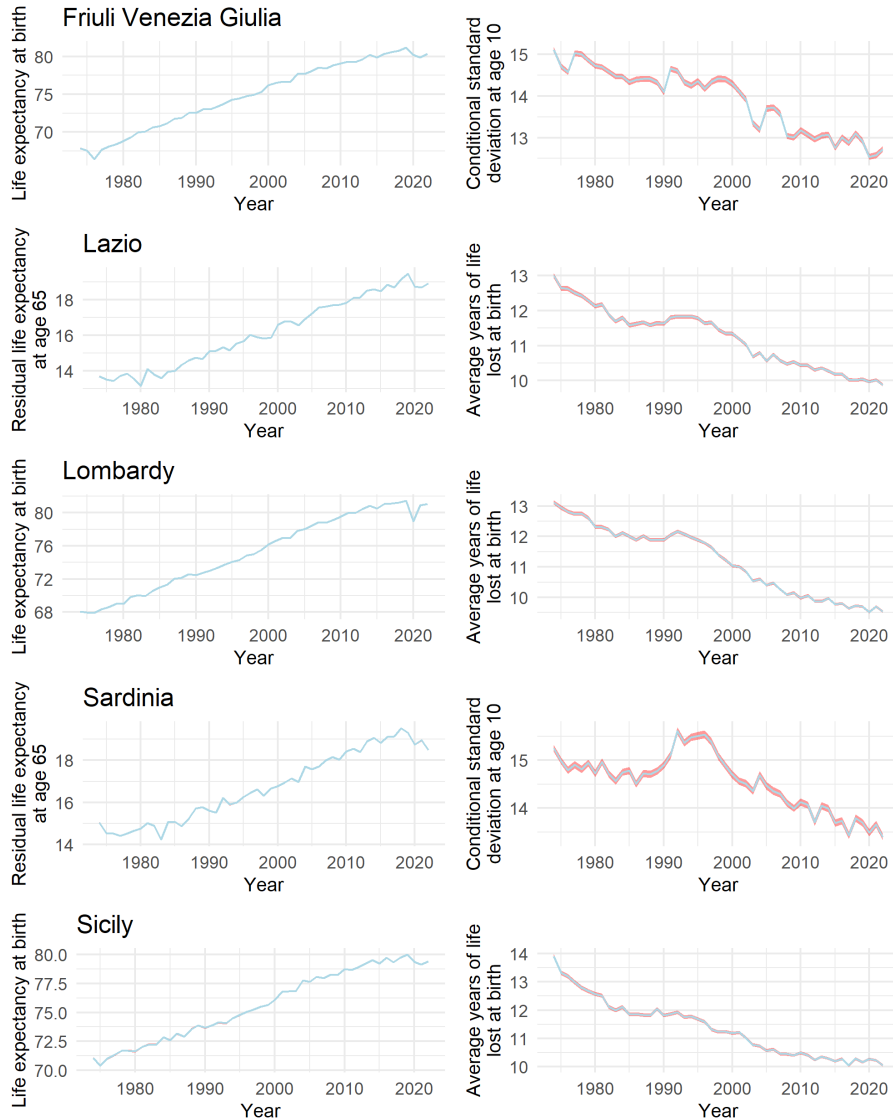 Friuli Venezia Giulia
Life expectancy at birth
80
75
70
1980 1990 2000 2010 2020
Year
Conditional standard
deviation at age 10
15
14
13
1980 1990 2000 2010 2020
Year
Lazio
Residual life expectancy
at age 65
18
16
14
1980 1990 2000 2010 2020
Year
Average years of life
lost at birth
13
12
11
10
1980 1990 2000 2010 2020
Year
Lombardy
Life expectancy at birth
80
76
72
68
1980 1990 2000 2010 2020
Year
Average years of life
lost at birth
13
12
11
10
1980 1990 2000 2010 2020
Year
Sardinia
Residual life expectancy
at age 65
18
16
14
1980 1990 2000 2010 2020
Year
Conditional standard
deviation at age 10
15
14
1980 1990 2000 2010 2020
Year
Sicily
Life expectancy at birth
80.0
77.5
75.0
72.5
70.0
1980 1990 2000 2010 2020
Year
Average years of life
lost at birth
14
13
12
11
10
1980 1990 2000 2010 2020
Year